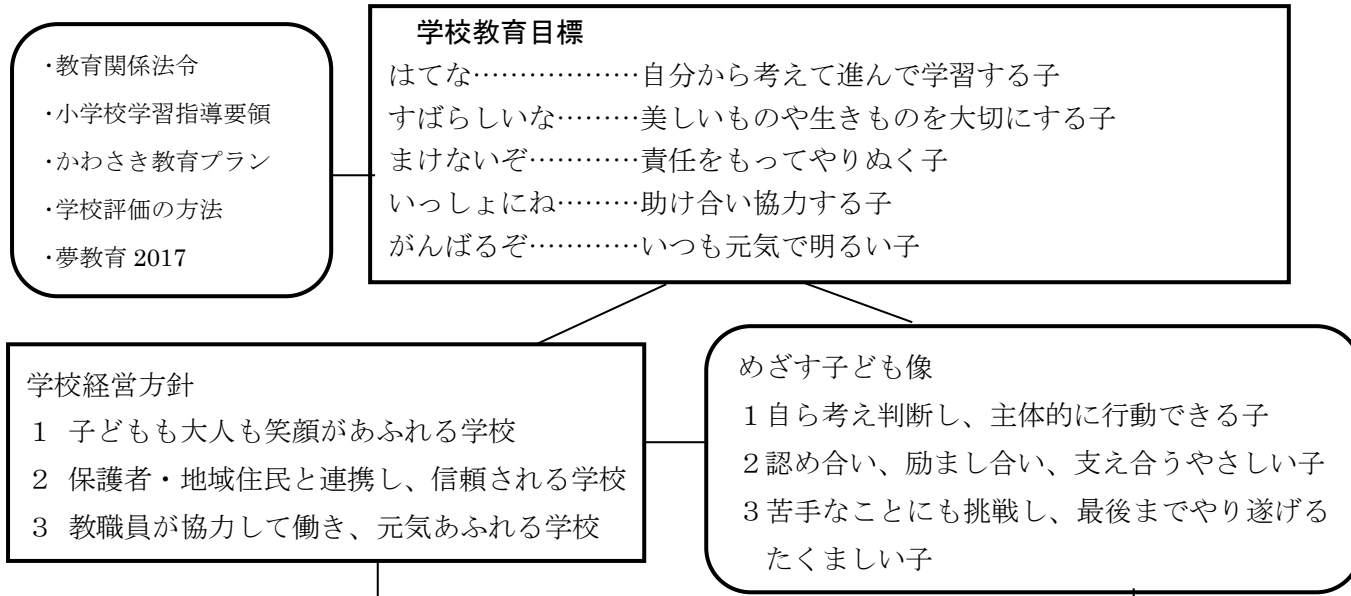 ・教育関係法令
・小学校学習指導要領
・かわさき教育プラン
・学校評価の方法
・夢教育 2017
学校教育目標
はてな………………自分から考えて進んで学習する子
すばらしいな………美しいものや生きものを大切にする子
まけないぞ…………責任をもってやりぬく子
いっしょにね………助け合い協力する子
がんばるぞ…………いつも元気で明るい子
学校経営方針
1 子どもも大人も笑顔があふれる学校
2 保護者・地域住民と連携し、信頼される学校
3 教職員が協力して働き、元気あふれる学校
めざす子ども像
1自ら考え判断し、主体的に行動できる子
2認め合い、励まし合い、支え合うやさしい子
3苦手なことにも挑戦し、最後までやり遂げる
たくましい子